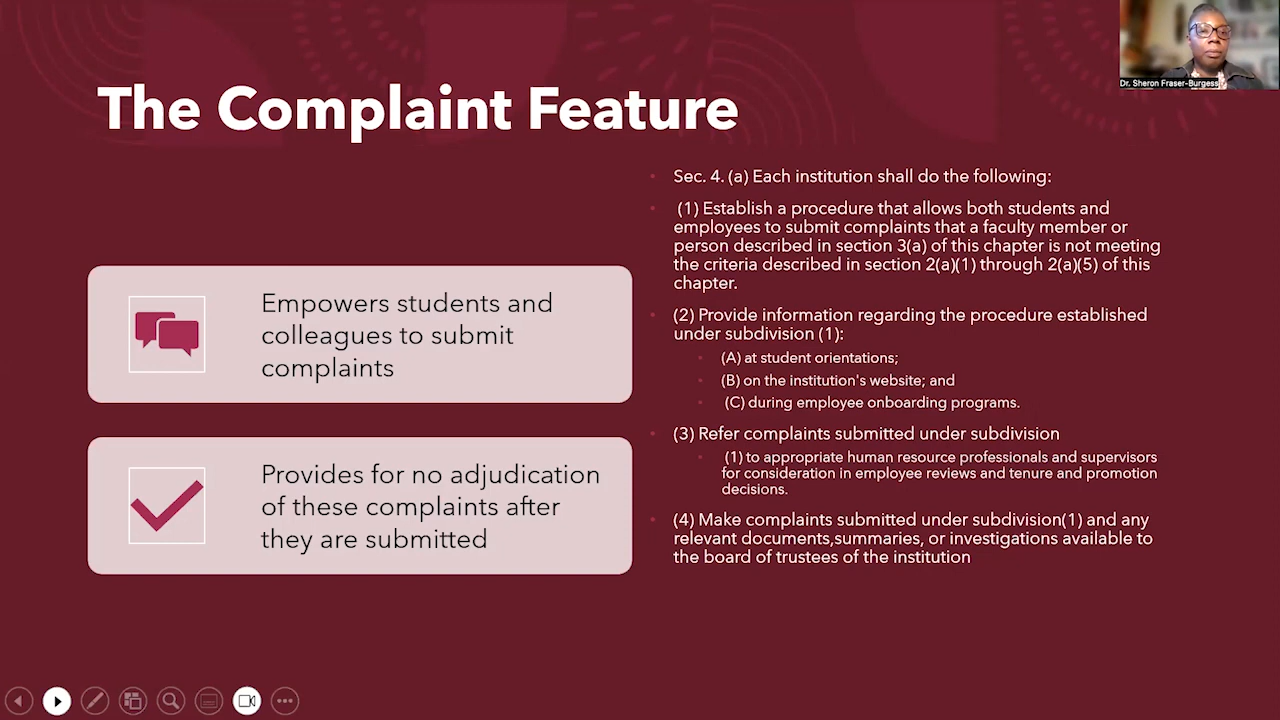 The Complaint Feature
Dr. Sheron Fraser-Burgess
Empowers students and
colleagues to submit
complaints
Provides for no adjudication
of these complaints after
they are submitted
Sec. 4. (a) Each institution shall do the following:
(1) Establish a procedure that allows both students and
employees to submit complaints that a faculty member or
person described in section 3(a) of this chapter is not meeting
the criteria described in section 2(a)(1) through 2(a)(5) of this
chapter.
(2) Provide information regarding the procedure established
under subdivision (1):
(A) at student orientations;
(B) on the institution's website; and
(C) during employee onboarding programs.
(3) Refer complaints submitted under subdivision
(1) to appropriate human resource professionals and supervisors
for consideration in employee reviews and tenure and promotion
decisions.
(4) Make complaints submitted under subdivision(1) and any
relevant documents,summaries, or investigations available to
the board of trustees of the institution